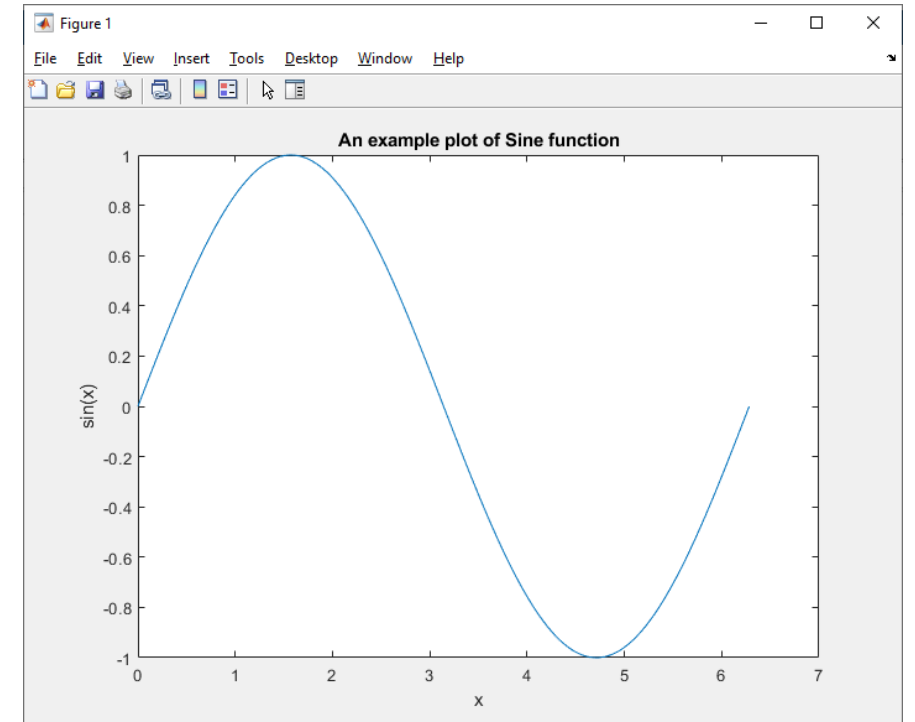 Figure 1
File Edit View Insert Tools Desktop Window Help
An example plot of Sine function
1
0.8
0.6
0.4
0.2
0
-0.2
-0.4
-0.6
-0.8
-1
sin(x)
0 1 2 3 4 5 6 7
x